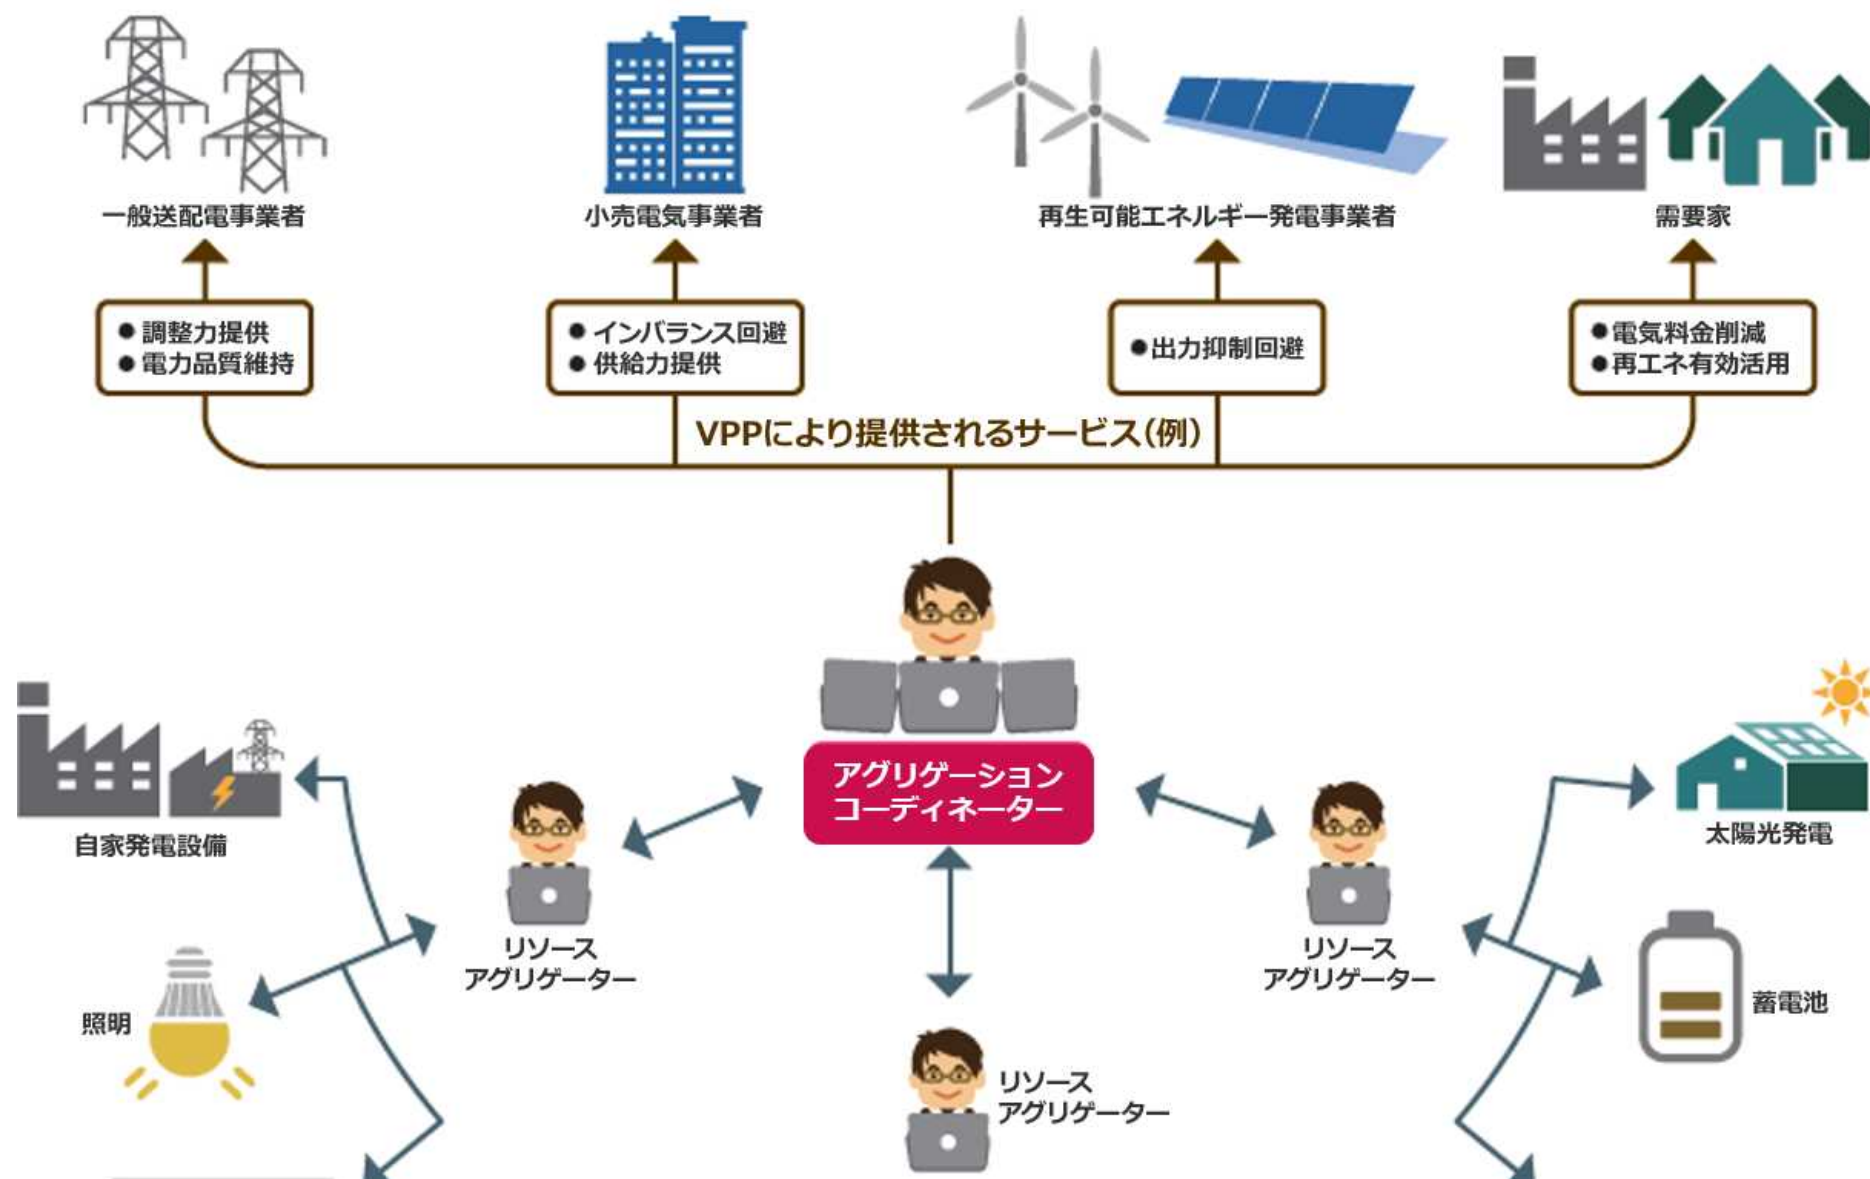 一般送配電事業者
小売電気事業者
再生可能エネルギー発電事業者
需要家
●調整力提供
●電力品質維持
●インバランス回避
●供給力提供
●出力抑制回避
●電気料金削減
●再エネ有効活用
VPPにより提供されるサービス(例)
アグリゲーション
コーディネーター
自家発電設備
リソース
アグリゲーター
リソース
アグリゲーター
太陽光発電
照明
蓄電池
リソース
アグリゲーター